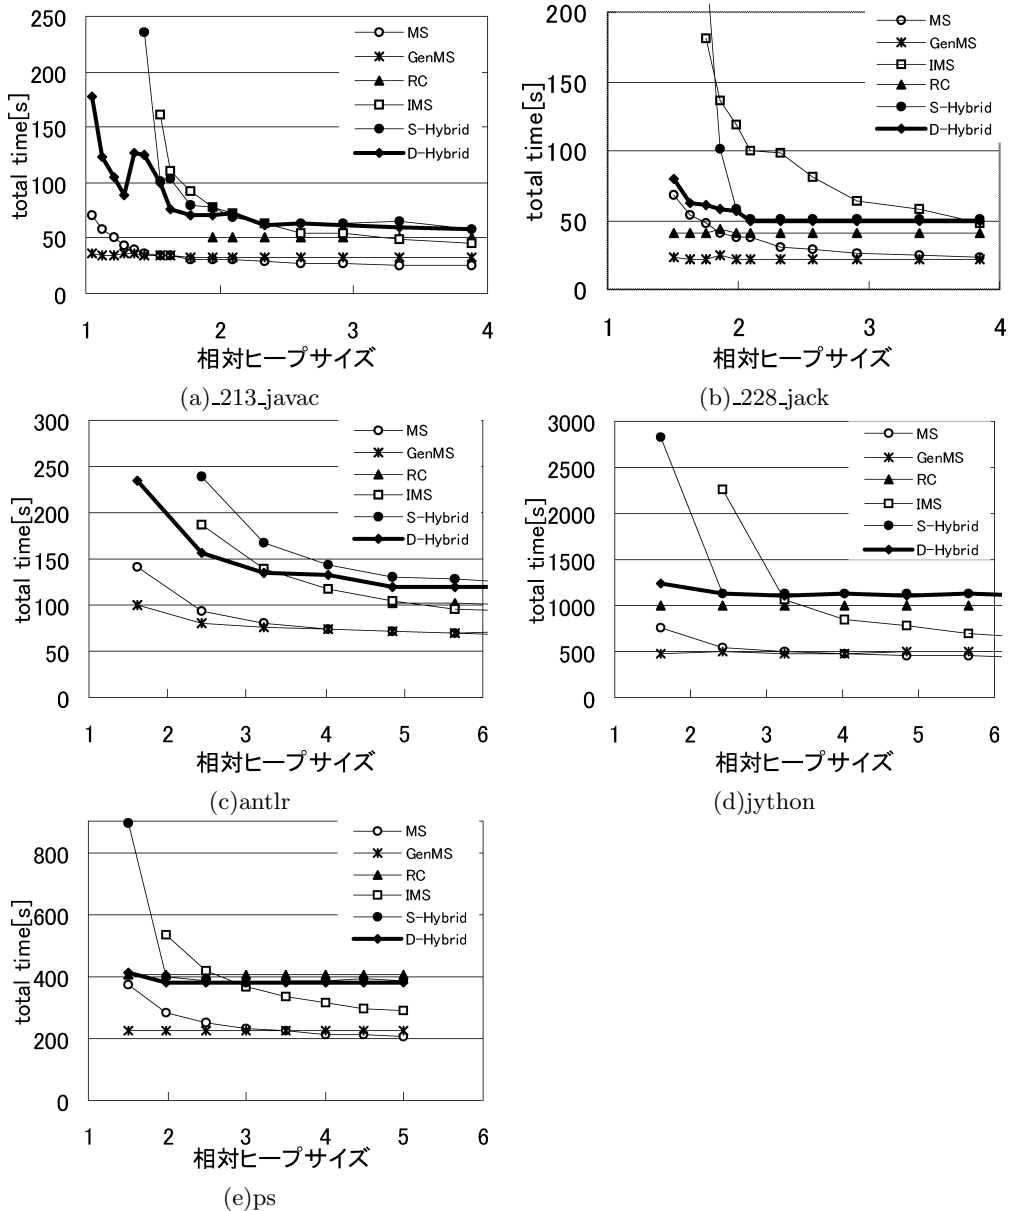 250
200
150
100
50
0
total time[s]
MS
GenMS
RC
IMS
S-Hybrid
D-Hybrid
1 2 3 4
相対ヒープサイズ
(a)_213_javac
200
150
100
50
0
total time[s]
MS
GenMS
IMS
RC
S-Hybrid
D-Hybrid
1 2 3 4
相対ヒープサイズ
(b)_228_jack
300
250
200
150
100
50
0
total time[s]
MS
GenMS
RC
IMS
S-Hybrid
D-Hybrid
1 2 3 4 5 6
相対ヒープサイズ
(c)antlr
3000
2500
2000
1500
1000
500
0
total time[s]
MS
GenMS
RC
IMS
S-Hybrid
D-Hybrid
1 2 3 4 5 6
相対ヒープサイズ
(d)jython
800
600
400
200
0
total time[s]
MS
GenMS
RC
IMS
S-Hybrid
D-Hybrid
1 2 3 4 5 6
相対ヒープサイズ
(e)ps